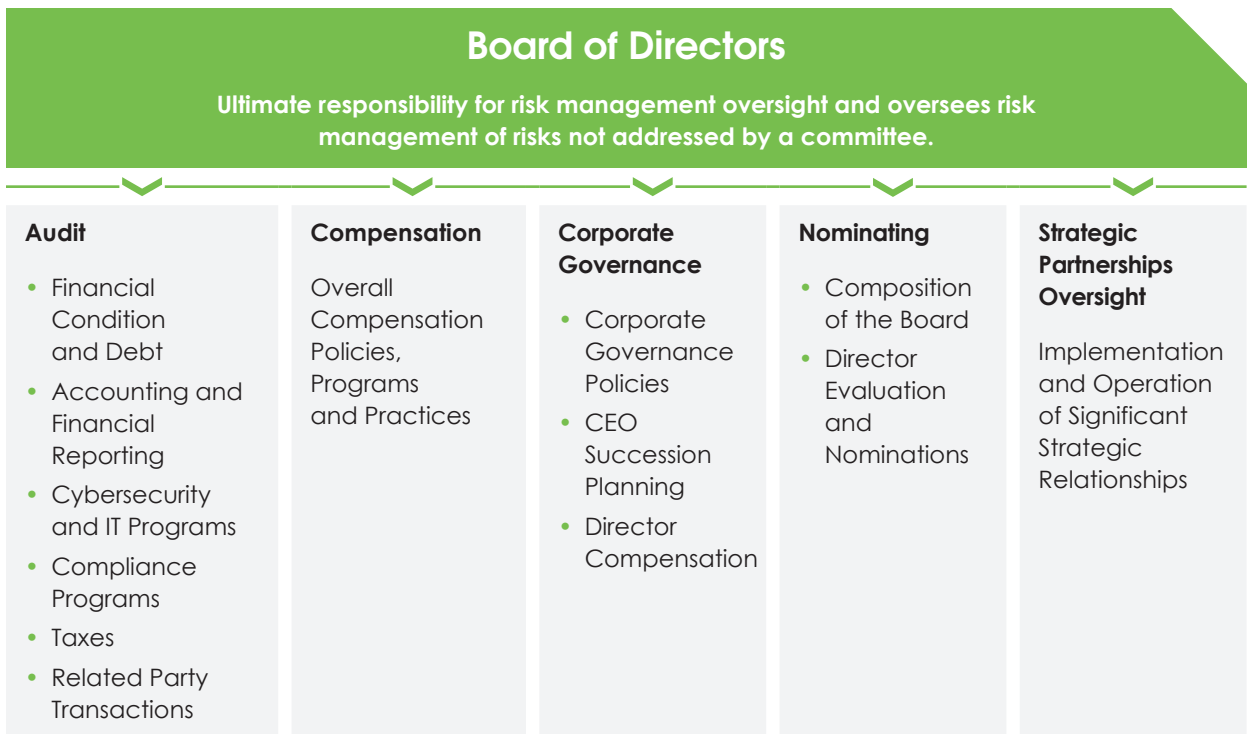 Board of Directors
Ultimate responsibility for risk management oversight and oversees risk
management of risks not addressed by a committee.
Audit
• Financial
Condition
and Debt
• Accounting and
Financial
Reporting
• Cybersecurity
and IT Programs
• Compliance
Programs
• Taxes
• Related Party
Transactions
Compensation
Overall
Compensation
Policies,
Programs
and Practices
Corporate
Governance
• Corporate
Governance
Policies
• CEO
Succession
Planning
• Director
Compensation
Nominating
• Composition
of the Board
• Director
Evaluation
and
Nominations
Strategic
Partnerships
Oversight
Implementation
and Operation
of Significant
Strategic
Relationships